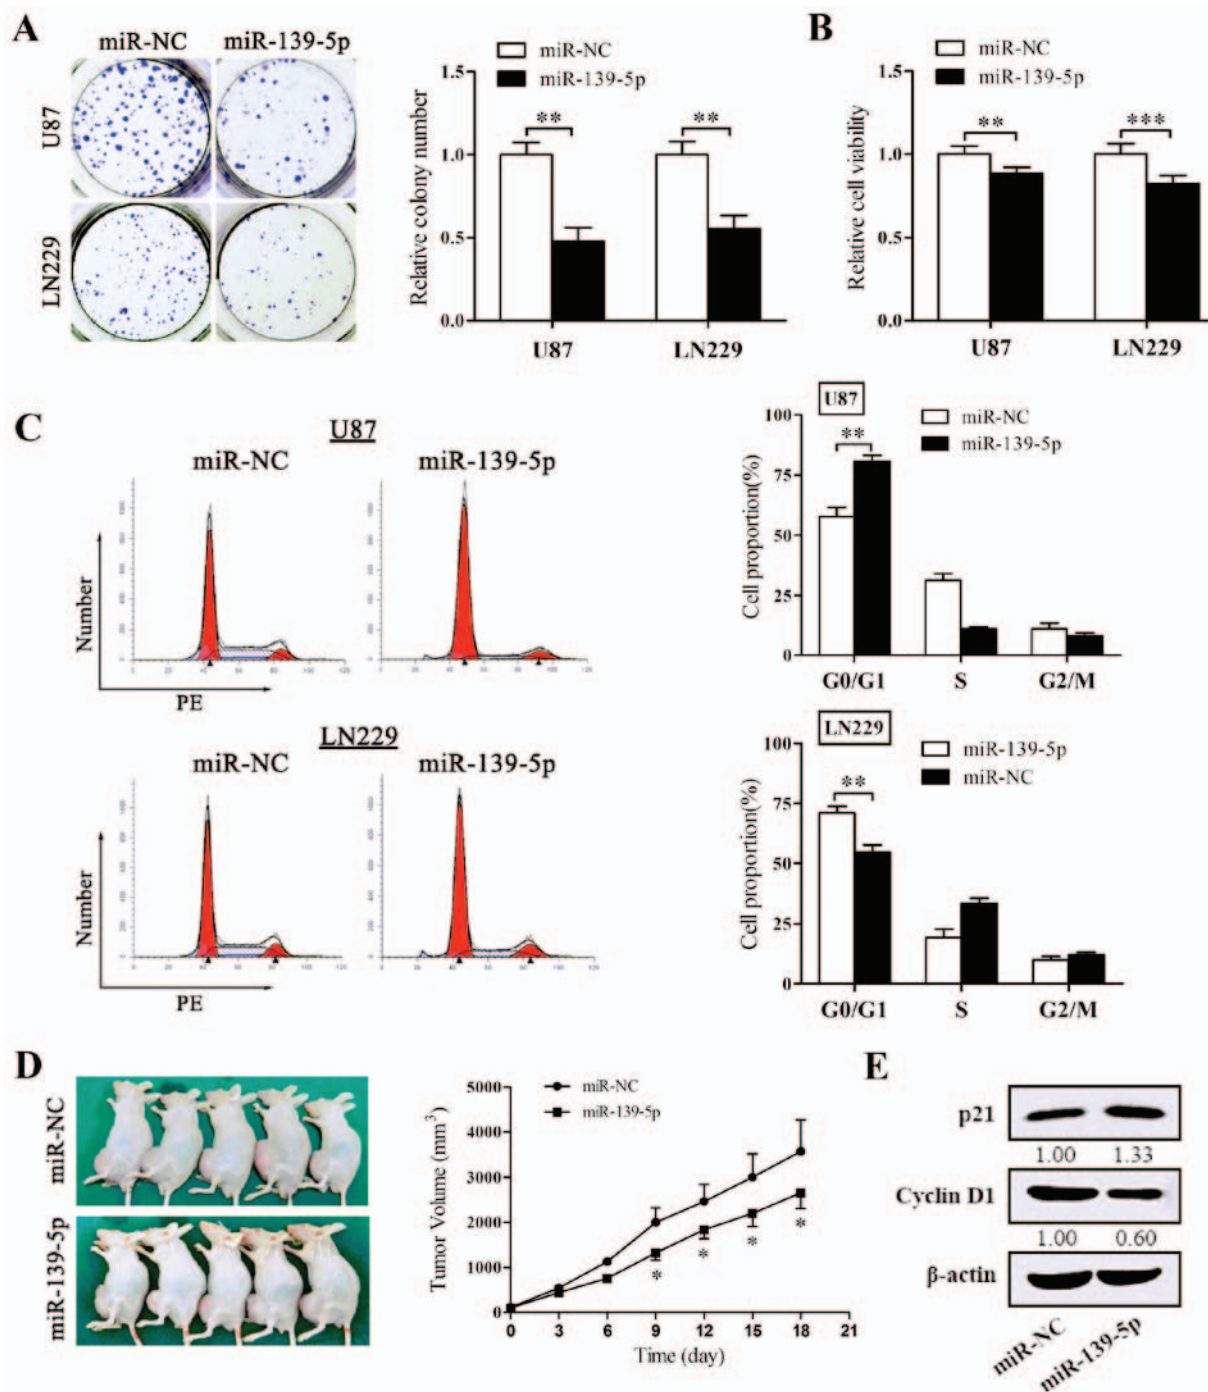 A
miR-NC miR-139-5p
U87
LN229
miR-NC
miR-139-5p
Relative colony number
1.5
1.0
0.5
0.0
** **
U87 LN229
B
miR-NC
miR-139-5p
Relative cell viability
1.5
1.0
0.5
0.0
** ***
U87 LN229
C
U87
miR-NC miR-139-5p
Number
PE
LN229
miR-NC miR-139-5p
Number
PE
U87
miR-NC
miR-139-5p
Cell proportion(%)
100
75
50
25
0
**
G0/G1 S G2/M
LN229
miR-139-5p
miR-NC
Cell proportion(%)
100
75
50
25
0
**
G0/G1 S G2/M
D
miR-NC
miR-139-5p
miR-NC
miR-139-5p
Tumor Volume (mm³)
5000
4000
3000
2000
1000
0
* * * *
0 3 6 9 12 15 18 21
Time (day)
E
p21
1.00 1.33
Cyclin D1
1.00 0.60
β-actin
miR-NC miR-139-5p